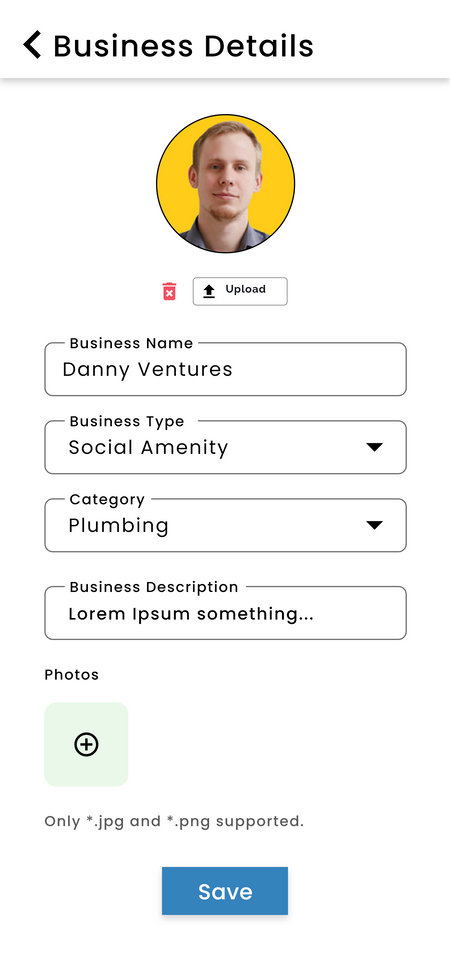 Business Details
Upload
Business Name
Danny Ventures
Business Type
Social Amenity
Category
Plumbing
Business Description
Lorem Ipsum something...
Photos
Only *.jpg and *.png supported.
Save